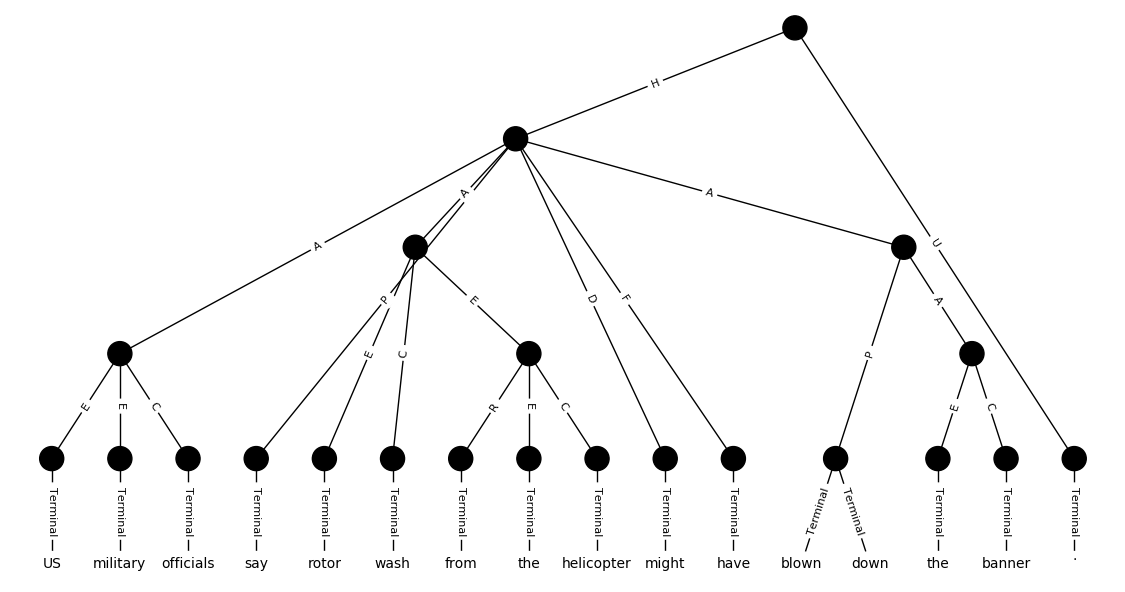 H
A
A
U
A
P
E
D
F
E
C
P
A
E
E
C
R
E
C
E
C
Terminal Terminal Terminal Terminal Terminal Terminal Terminal Terminal Terminal Terminal Terminal Terminal Terminal Terminal Terminal Terminal
US military officials say rotor wash from the helicopter might have blown down the banner .